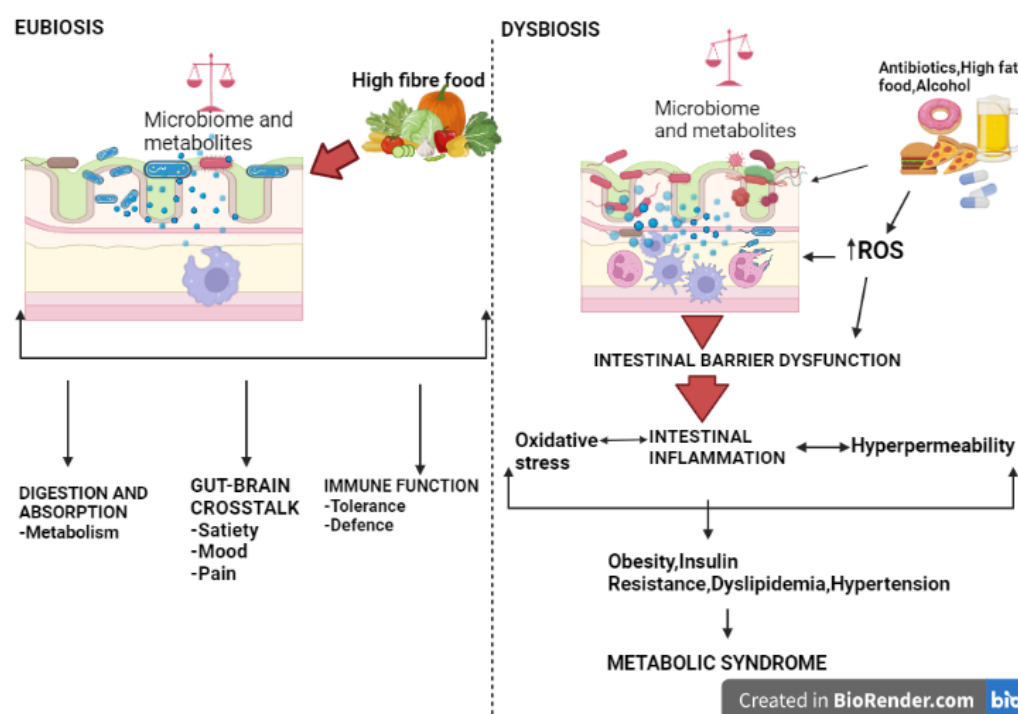 EUBIOSIS
High fibre food
Microbiome and
metabolites
DIGESTION AND
ABSORPTION
-Metabolism
GUT-BRAIN
CROSSTALK
-Satiety
-Mood
-Pain
IMMUNE FUNCTION
-Tolerance
-Defence
DYSBIOSIS
Antibiotics,High fat
food,Alcohol
Microbiome
and metabolites
↑ROS
INTESTINAL BARRIER DYSFUNCTION
Oxidative
stress
INTESTINAL
INFLAMMATION
Hyperpermeability
Obesity,Insulin
Resistance,Dyslipidemia,Hypertension
METABOLIC SYNDROME
Created in BioRender.com bio